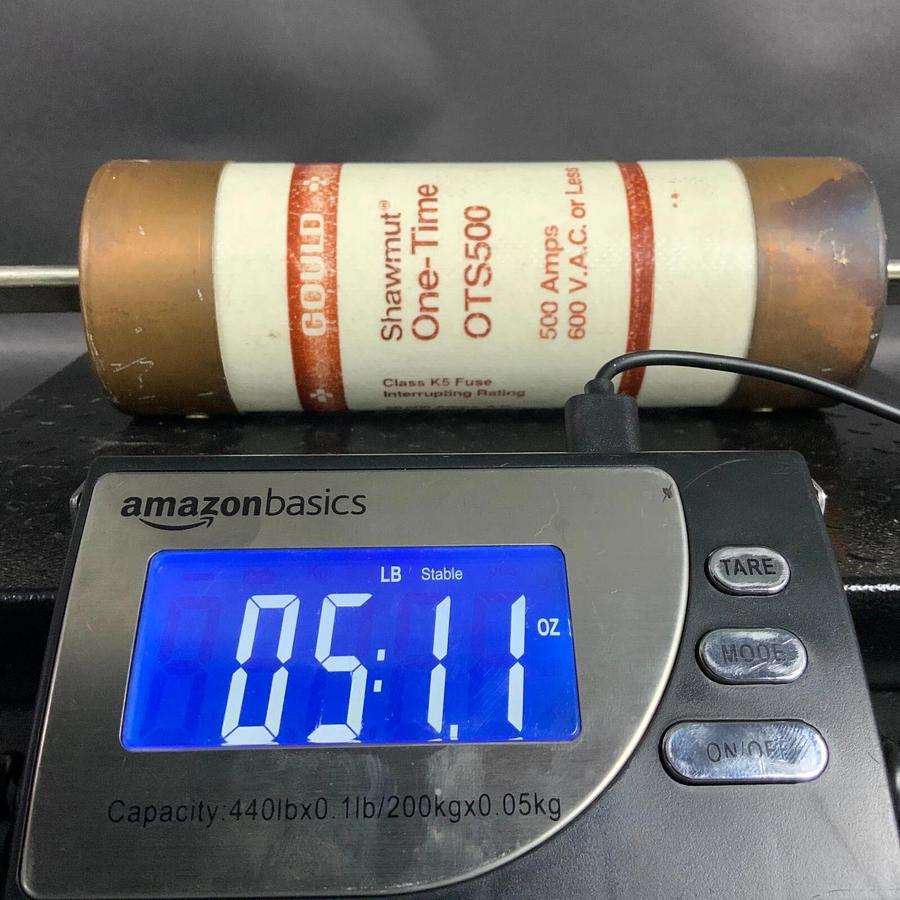 GOULD
Shawmut®
One-Time
OTS500
500 Amps
600 V.A.C. or Less
Class K5 Fuse
Interrupting Rating
amazonbasics
LB Stable
05:1.1 OZ
TARE
MODE
ON/OFF
Capacity:440lbx0.1lb/200kgx0.05kg